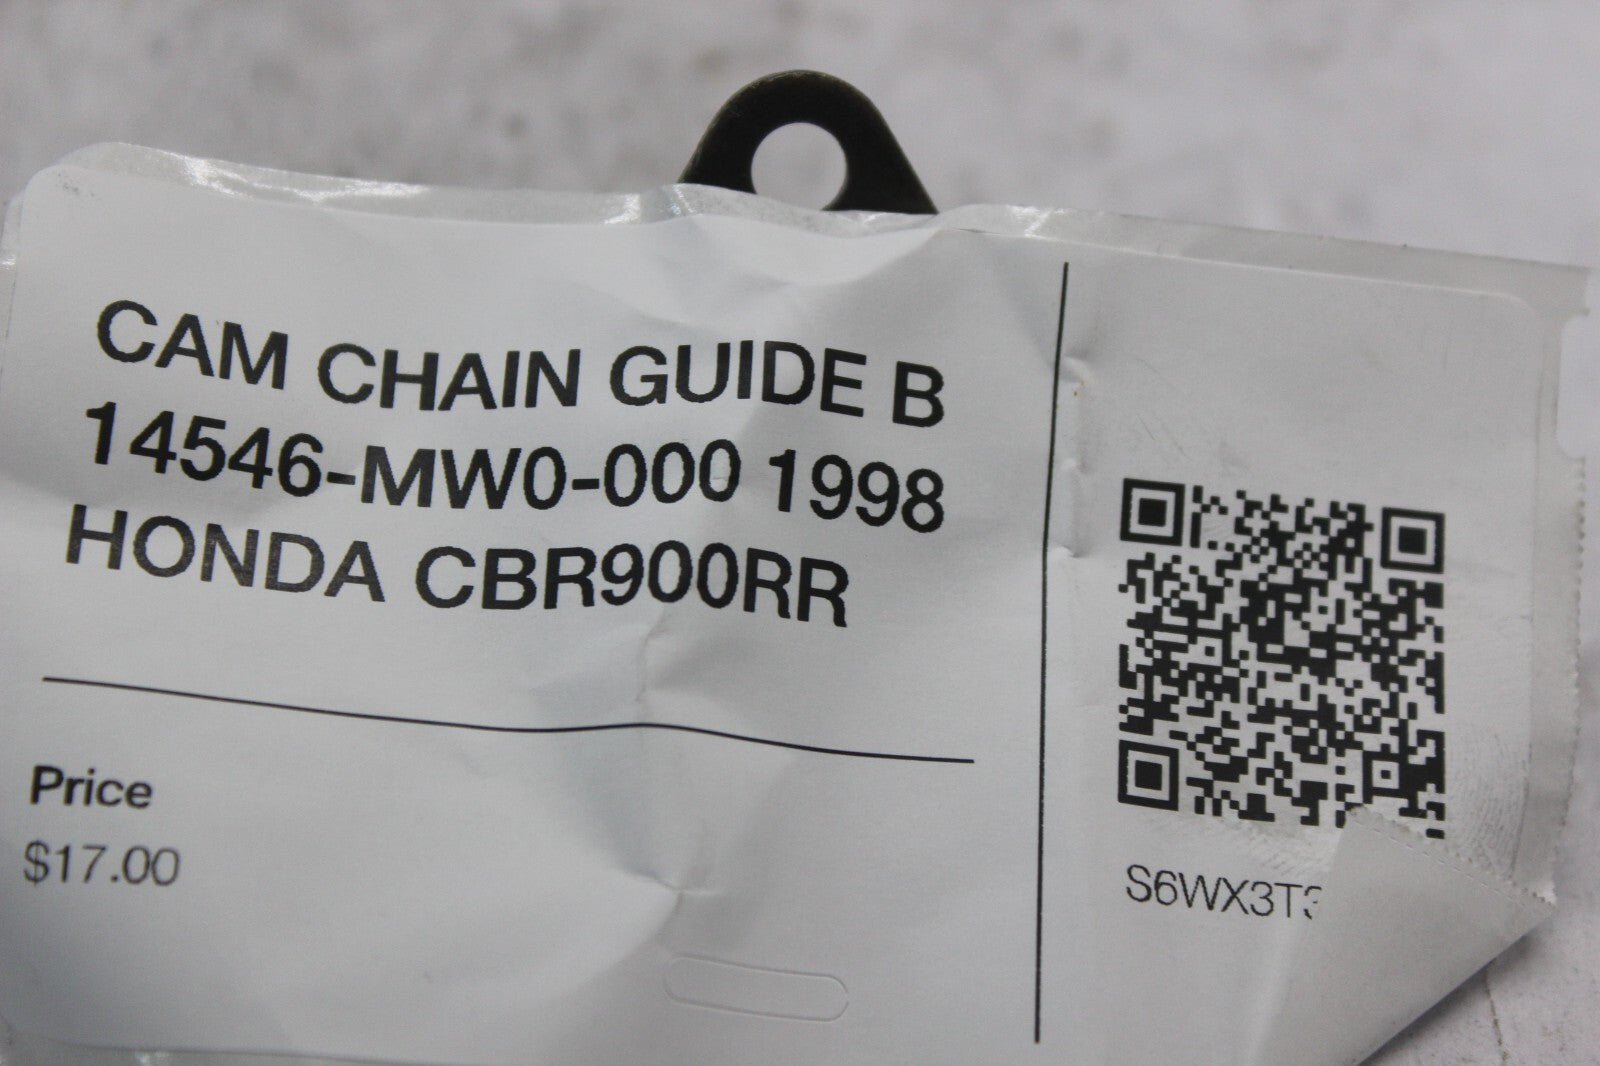 CAM CHAIN GUIDE B
14546-MW0-000 1998
HONDA CBR900RR
Price
$17.00
S6WX3T